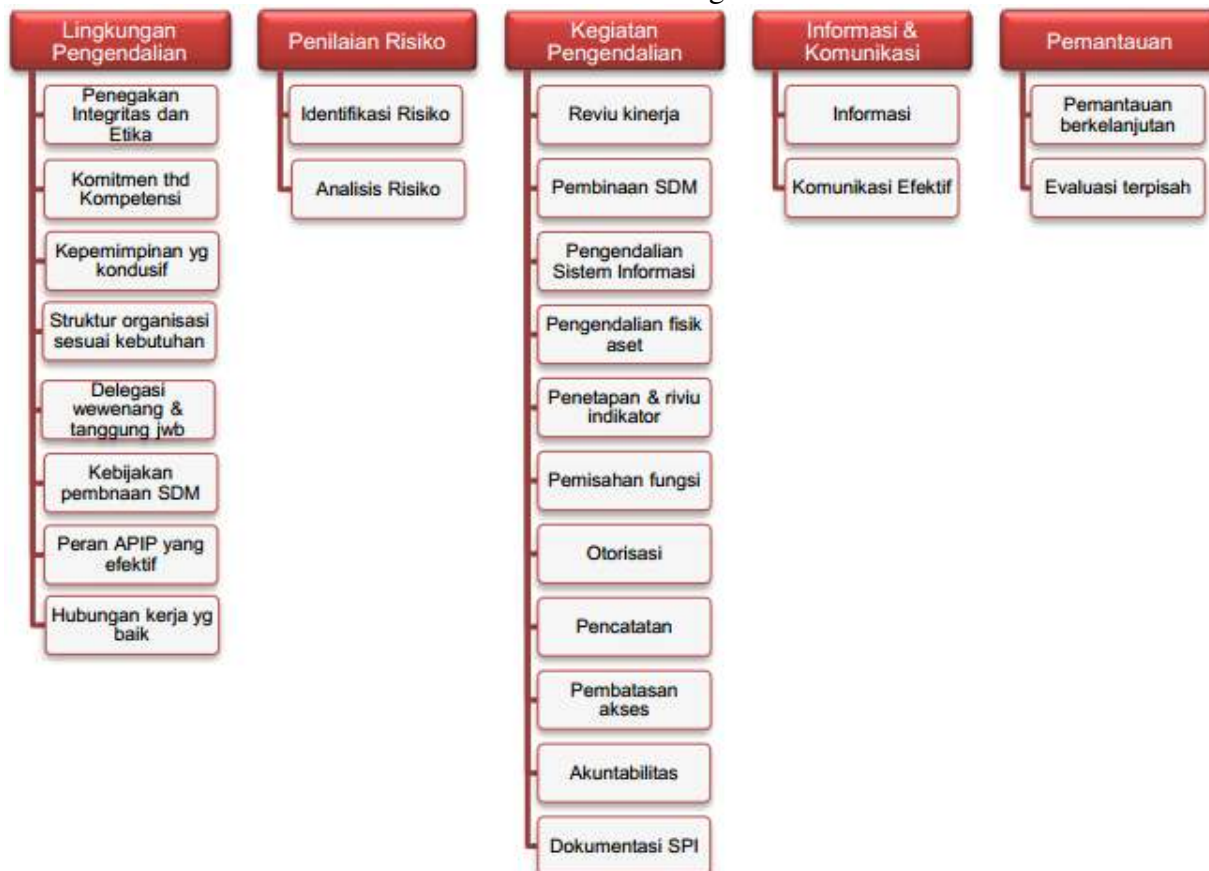 Lingkungan
Pengendalian
Penegakan
Integritas dan
Etika
Komitmen thd
Kompetensi
Kepemimpinan yg
kondusif
Struktur organisasi
sesuai kebutuhan
Delegasi
wewenang &
tanggung jwb
Kebijakan
pembnaan SDM
Peran APIP yang
efektif
Hubungan kerja yg
baik
Penilaian Risiko
Identifikasi Risiko
Analisis Risiko
Kegiatan
Pengendalian
Reviu kinerja
Pembinaan SDM
Pengendalian
Sistem Informasi
Pengendalian fisik
aset
Penetapan & riviu
indikator
Pemisahan fungsi
Otorisasi
Pencatatan
Pembatasan
akses
Akuntabilitas
Dokumentasi SPI
Informasi &
Komunikasi
Informasi
Komunikasi Efektif
Pemantauan
Pemantauan
berkelanjutan
Evaluasi terpisah